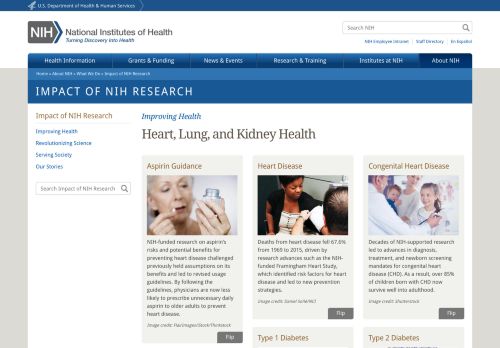 U.S. Department of Health & Human Services
Search NIH
NIH
National Institutes of Health
Turning Discovery Into Health
NIH Employee Intranet | Staff Directory | En Español
Health Information
Grants & Funding
News & Events
Research & Training
Institutes at NIH
About NIH
Home » About NIH » What We Do » Impact of NIH Research
IMPACT OF NIH RESEARCH
Impact of NIH Research
Improving Health
Revolutionizing Science
Serving Society
Our Stories
Search Impact of NIH Research
Improving Health
Heart, Lung, and Kidney Health
Aspirin Guidance
NIH-funded research on aspirin's
risks and potential benefits for
preventing heart disease challenged
previously held assumptions on its
benefits and led to revised usage
guidelines. By following the
guidelines, physicians are now less
likely to prescribe unnecessary daily
aspirin to older adults to prevent
heart disease.
Image credit: Pixelimages/iStock/Thinkstock
Flip
Heart Disease
Deaths from heart disease fell 67.6%
from 1969 to 2015, driven by
research advances such as the NIH-
funded Framingham Heart Study,
which identified risk factors for heart
disease and led to new prevention
strategies.
Image credit: Daniel Soñé/NCI
Flip
Congenital Heart Disease
Decades of NIH-supported research
led to advances in diagnosis,
treatment, and newborn screening
mandates for congenital heart
disease (CHD). As a result, over 85%
of children born with CHD now
survive well into adulthood.
Image credit: Shutterstock
Flip
Type 1 Diabetes
Type 2 Diabetes